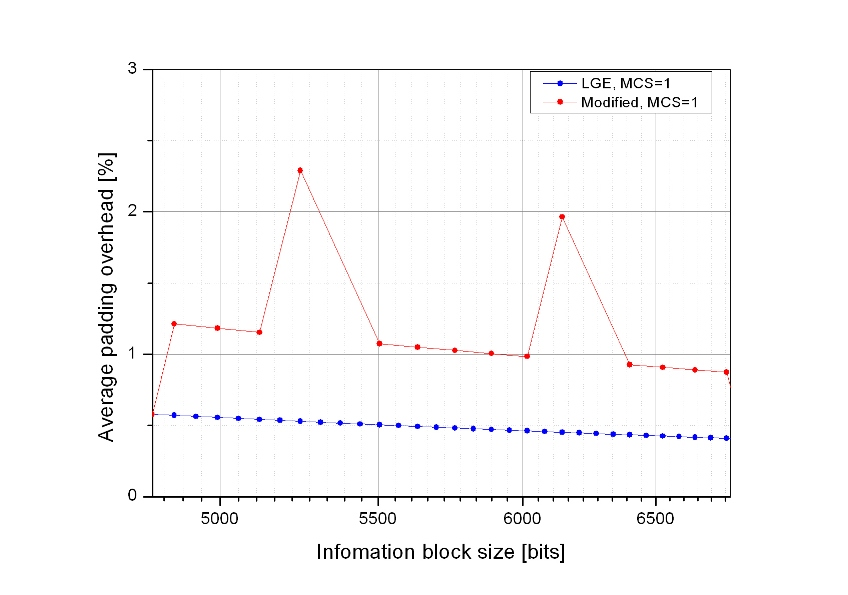 3
LGE, MCS=1
Modified, MCS=1
2
1
0
Average padding overhead [%]
5000 5500 6000 6500
Infomation block size [bits]